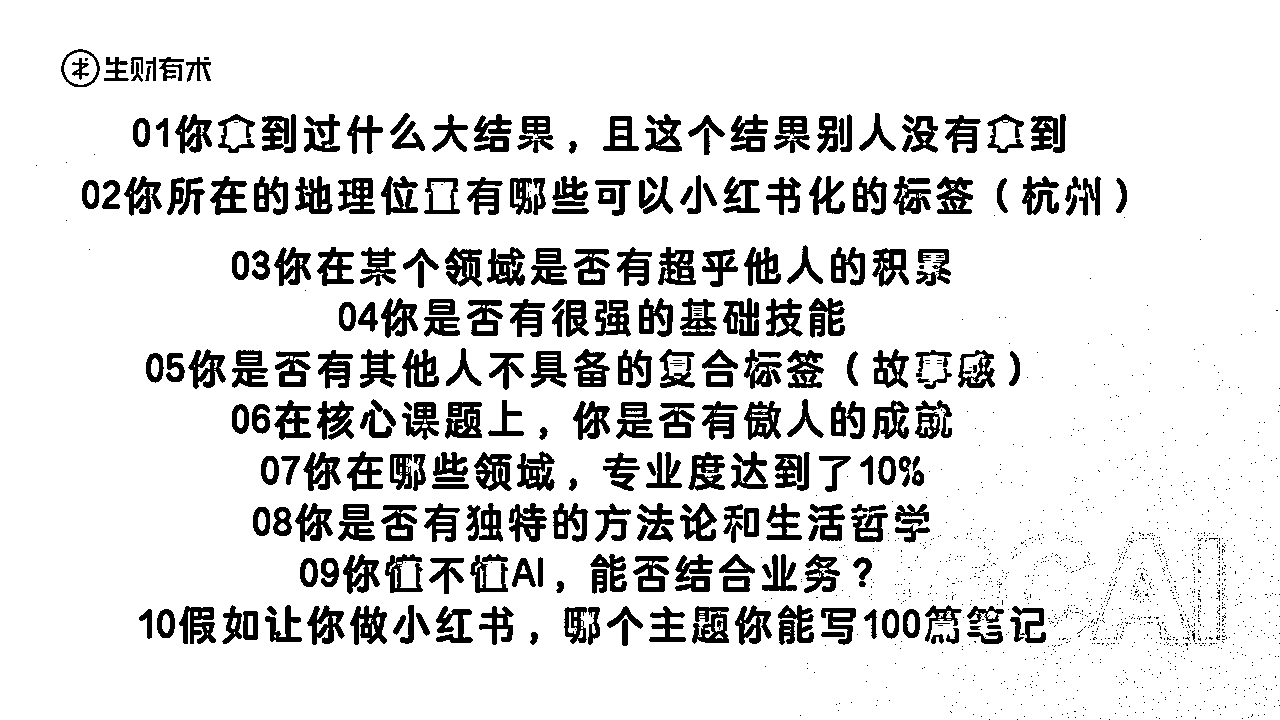 生财有术
01你拿到过什么大结果，且这个结果别人没有拿到
02你所在的地理位置有哪些可以小红书化的标签（杭州）
03你在某个领域是否有超乎他人的积累
04你是否有很强的基础技能
05你是否有其他人不具备的复合标签（故事感）
06在核心课题上，你是否有傲人的成就
07你在哪些领域，专业度达到了10%
08你是否有独特的方法论和生活哲学
09你懂不懂AI，能否结合业务？
10假如让你做小红书，哪个主题你能写100篇笔记